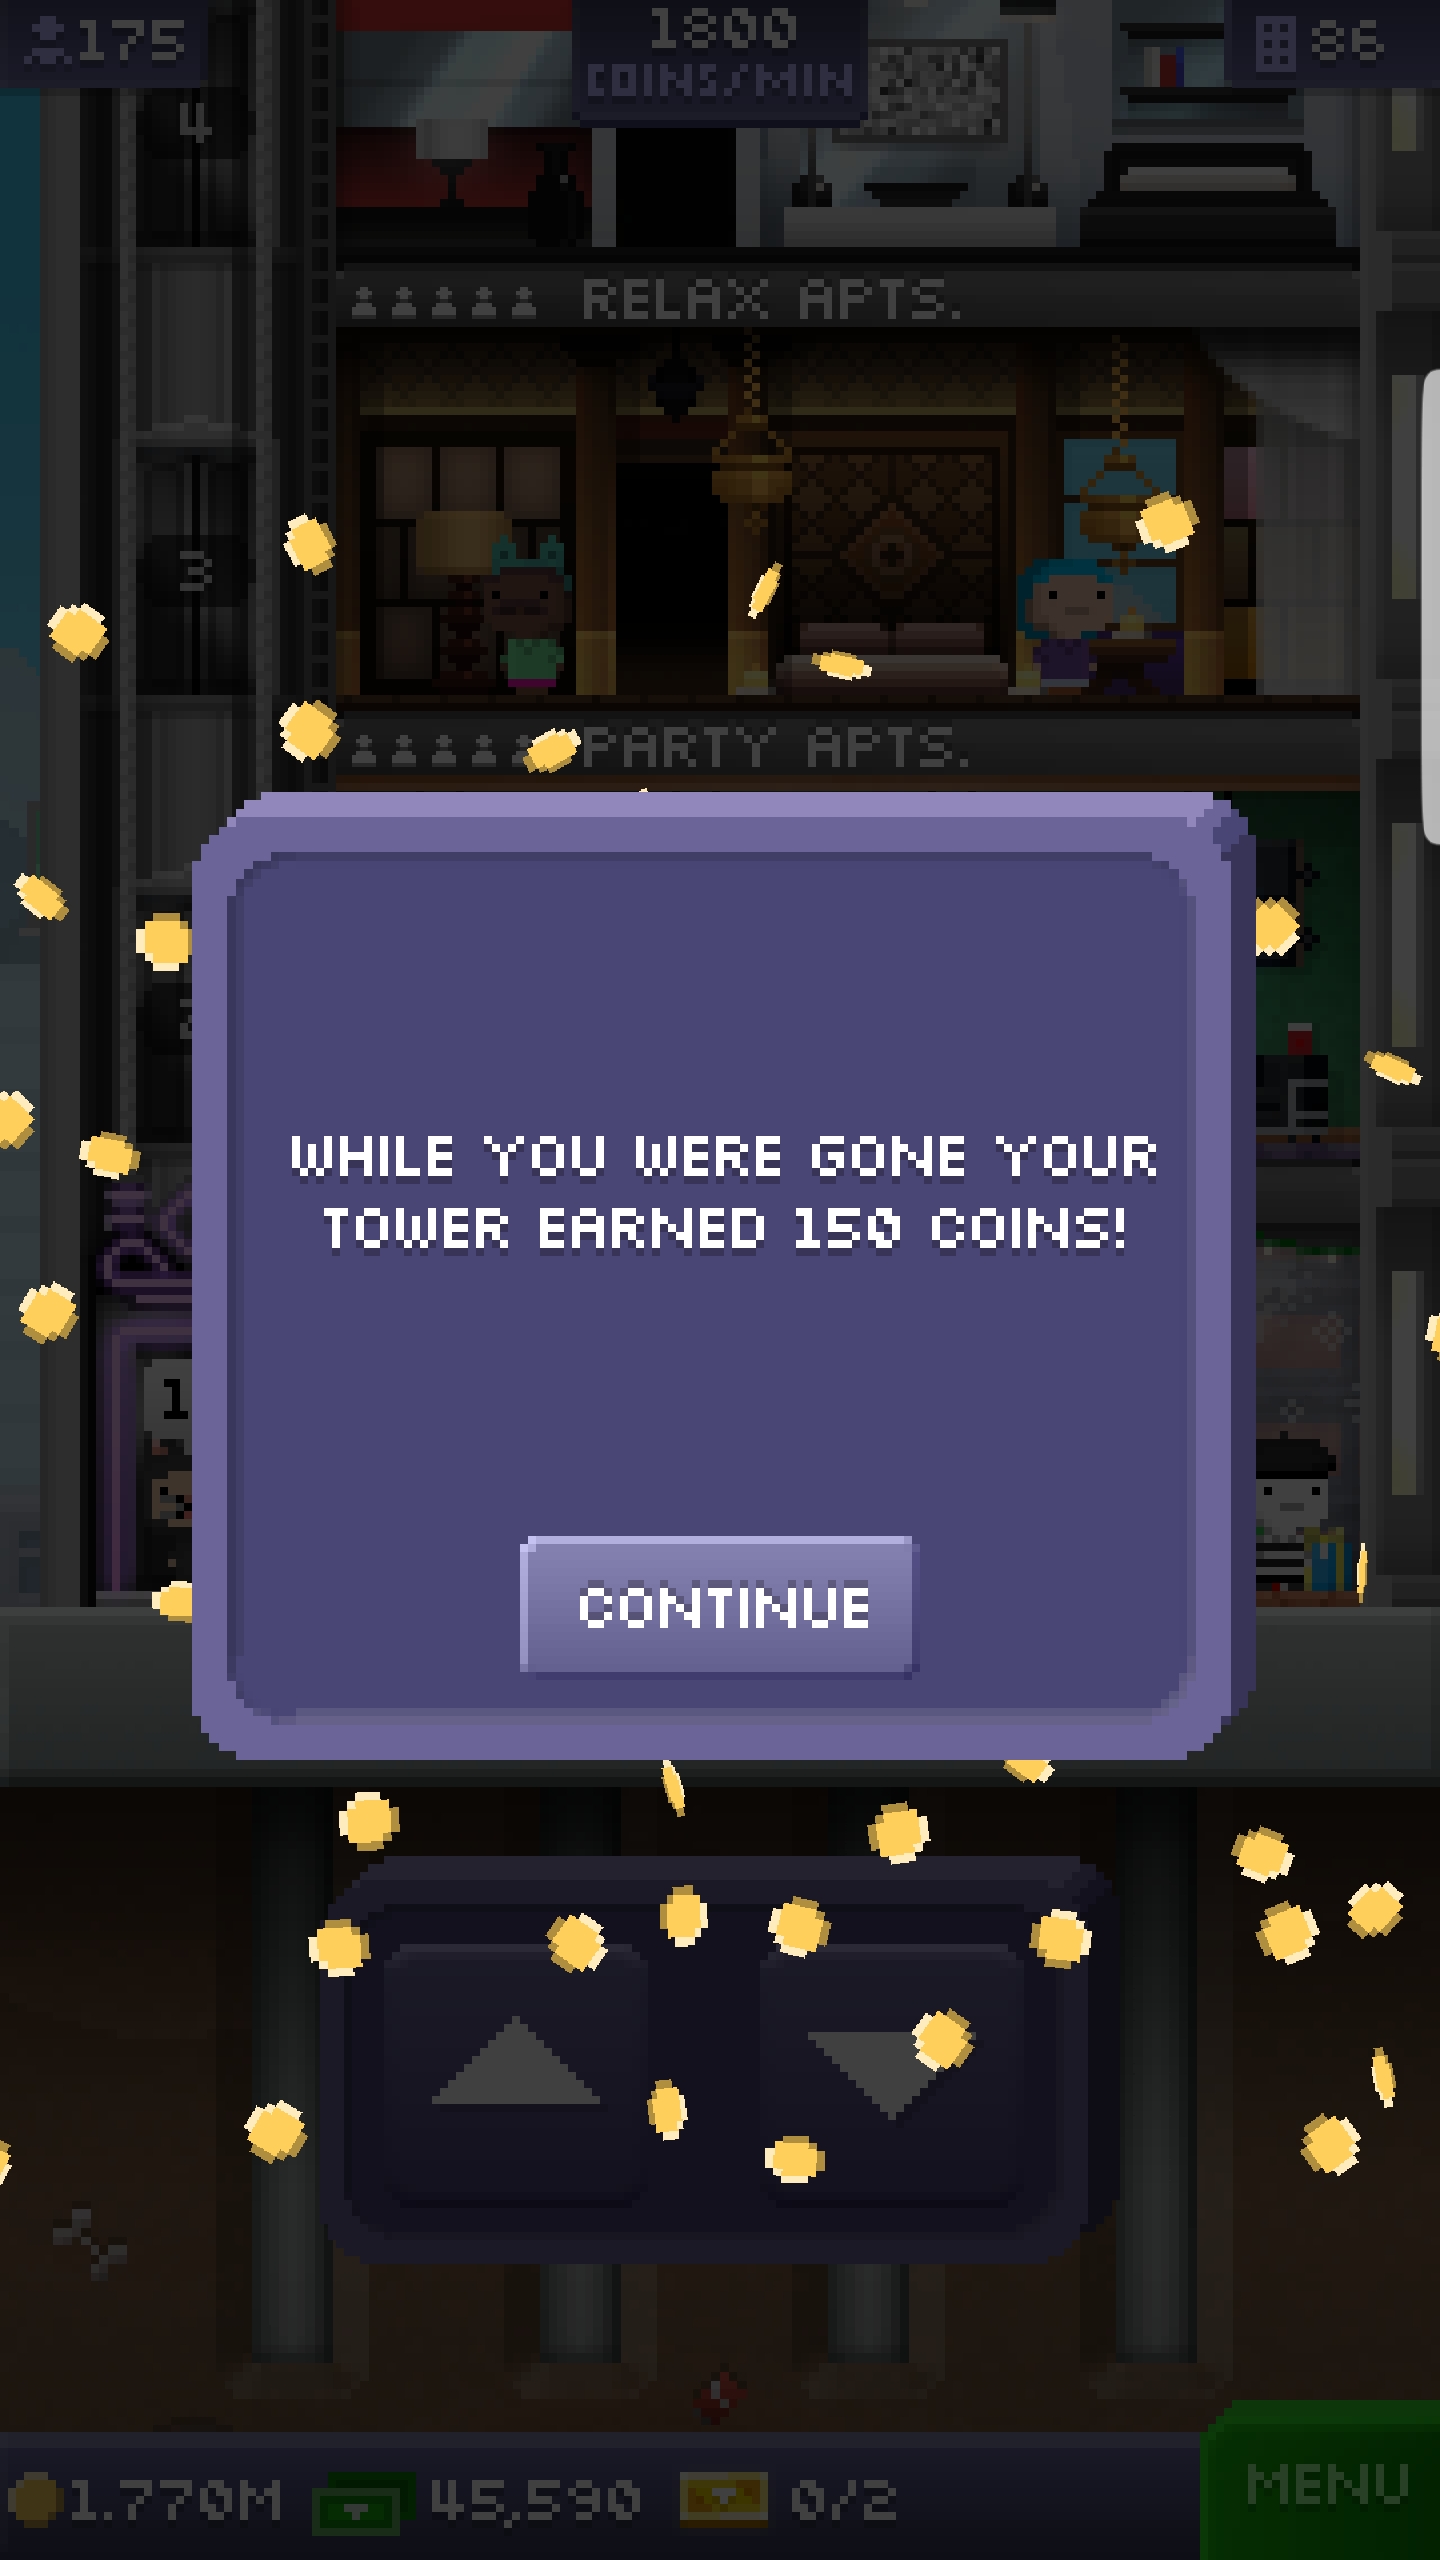 175
1800
COINS/MIN
86
4
RELAX APTS.
3
PARTY APTS.
2
WHILE YOU WERE GONE YOUR
TOWER EARNED 150 COINS!
1
CONTINUE
1.770M
45,590
0/2
MENU